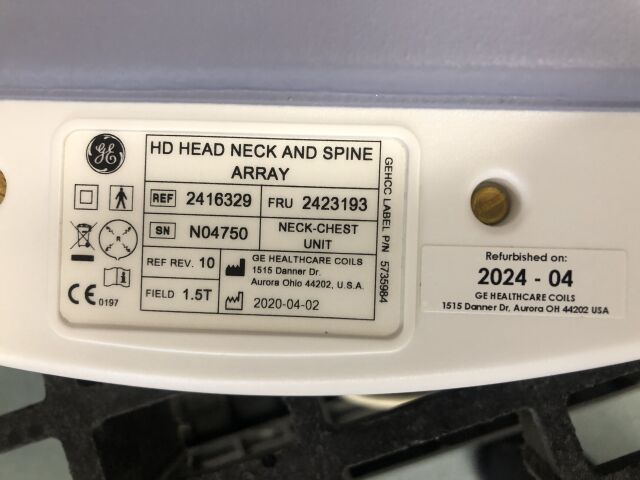 GE
HD HEAD NECK AND SPINE
ARRAY
REF 2416329
FRU 2423193
SN N04750
NECK-CHEST
UNIT
REF REV. 10
GE HEALTHCARE COILS
1515 Danner Dr.
Aurora Ohio 44202, U.S.A.
FIELD 1.5T
2020-04-02
R
CE 0197
GEHCC LABEL P/N 5735984
Refurbished on:
2024 - 04
GE HEALTHCARE COILS
1515 Danner Dr, Aurora OH 44202 USA